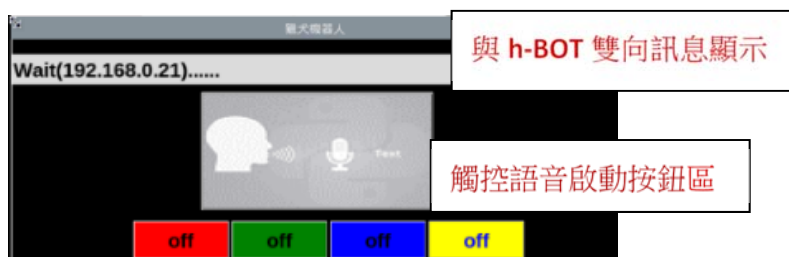 獵犬機器人
與 h-BOT 雙向訊息顯示
Wait(192.168.0.21)......
Text
觸控語音啟動按鈕區
off off off off